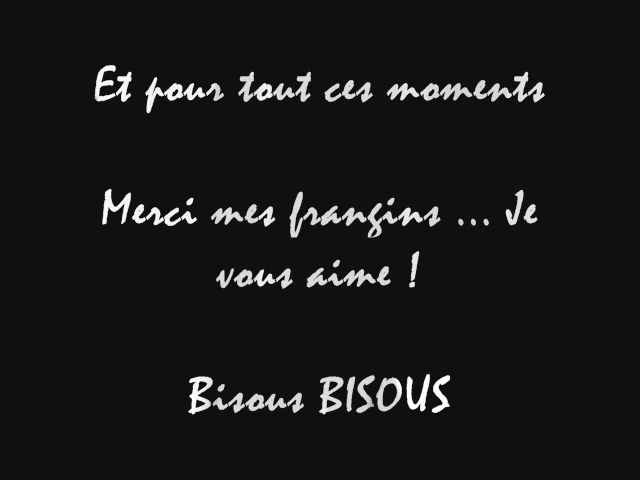 Et pour tout ces moments
Merci mes frangins ... Je
vous aime !
Bisous BISOUS